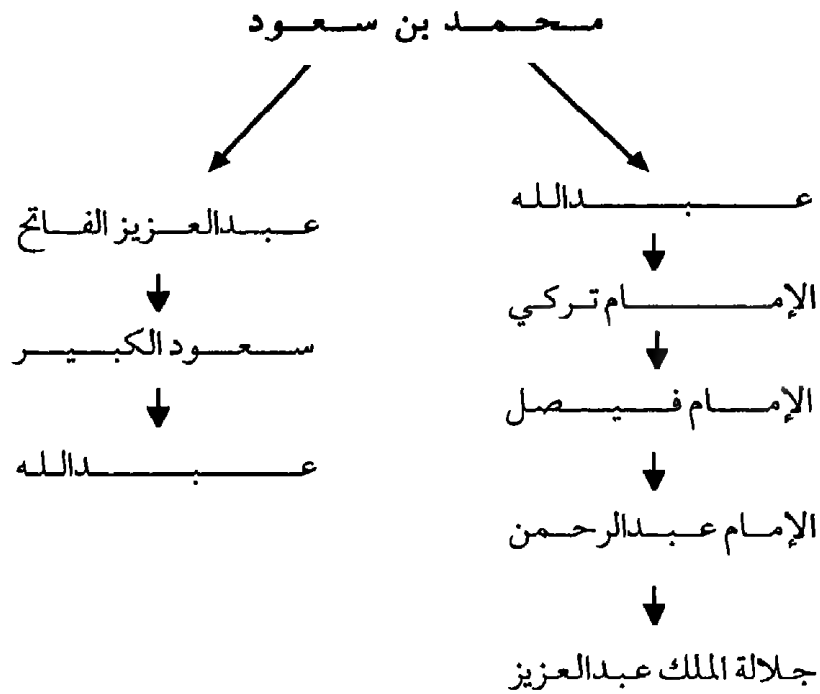 محمد بن سعود
عبدالله
عبدالعزيز الفاتح
الإمام تركي
سعود الكبير
الإمام فيصل
عبدالله
الإمام عبدالرحمن
جلالة الملك عبدالعزيز